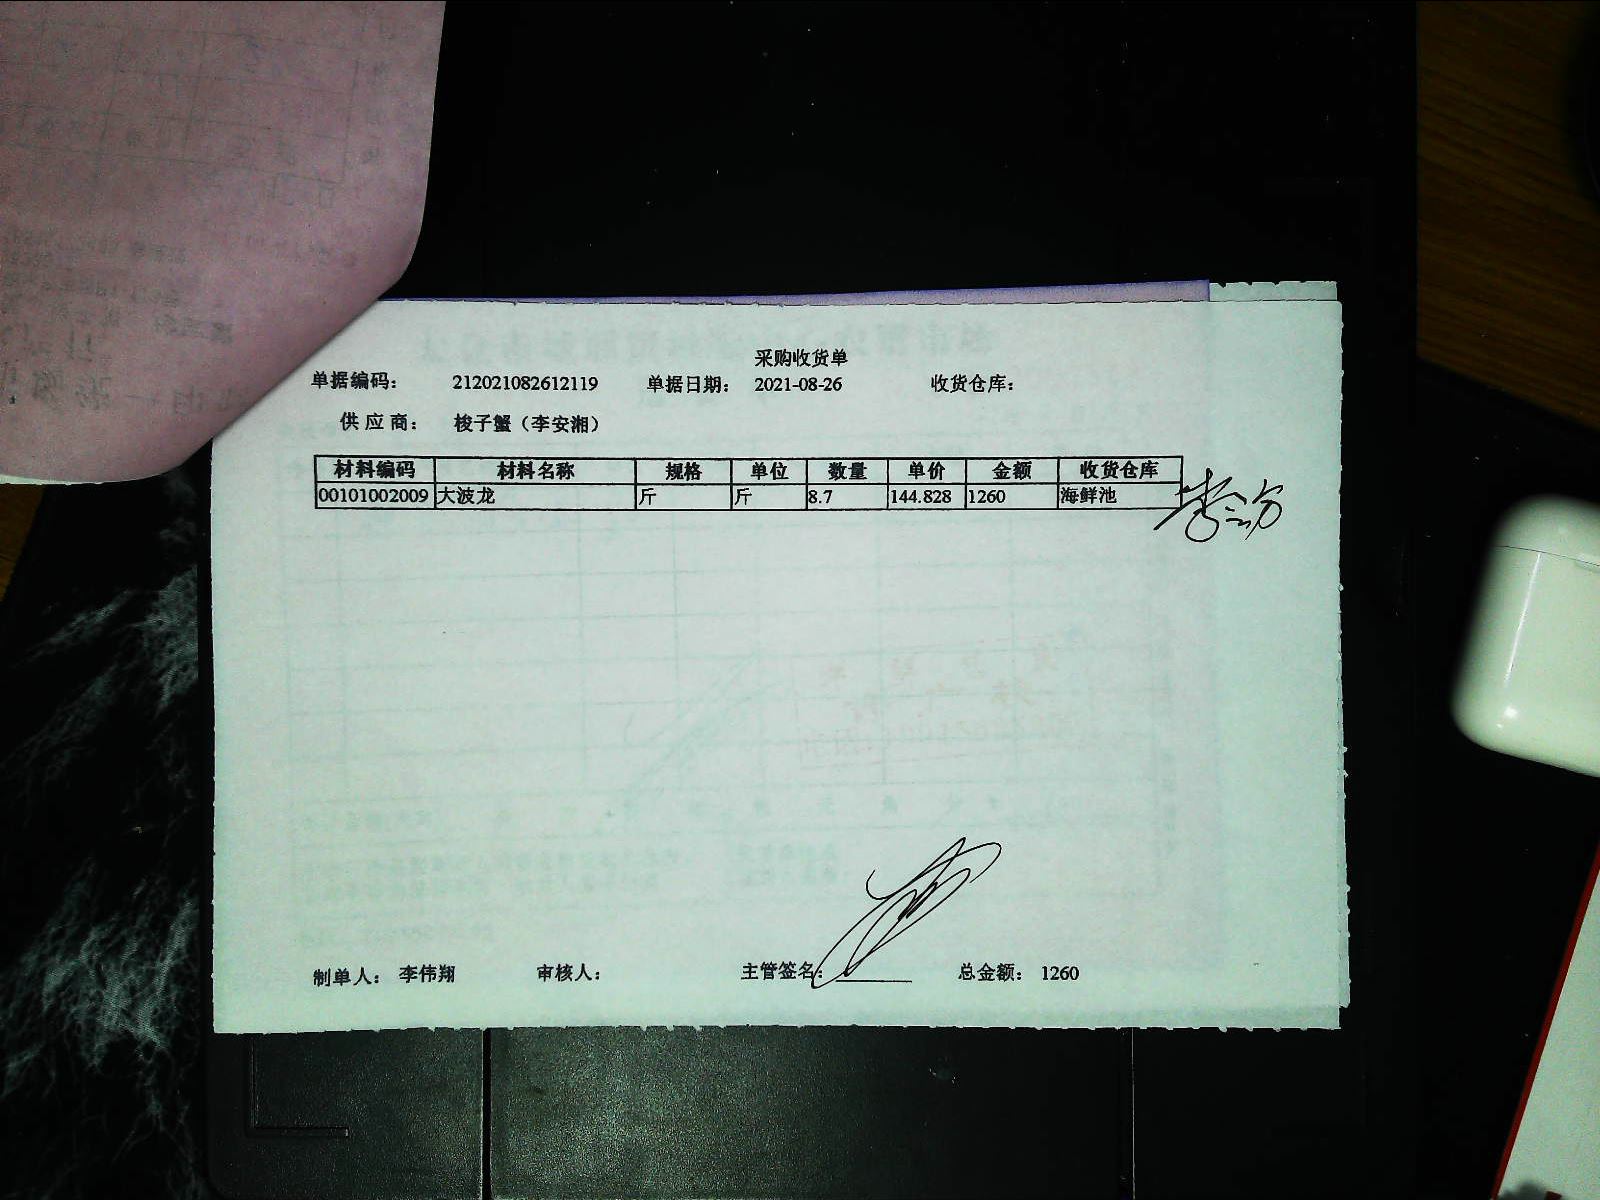 采购收货单
单据编码： 212021082612119 单据日期： 2021-08-26 收货仓库：
供 应 商： 梭子蟹（李安湘）
材料编码 材料名称 规格 单位 数量 单价 金额 收货仓库
00101002009 大波龙 斤 斤 8.7 144.828 1260 海鲜池
制单人： 李伟翔 审核人： 主管签名： 总金额： 1260